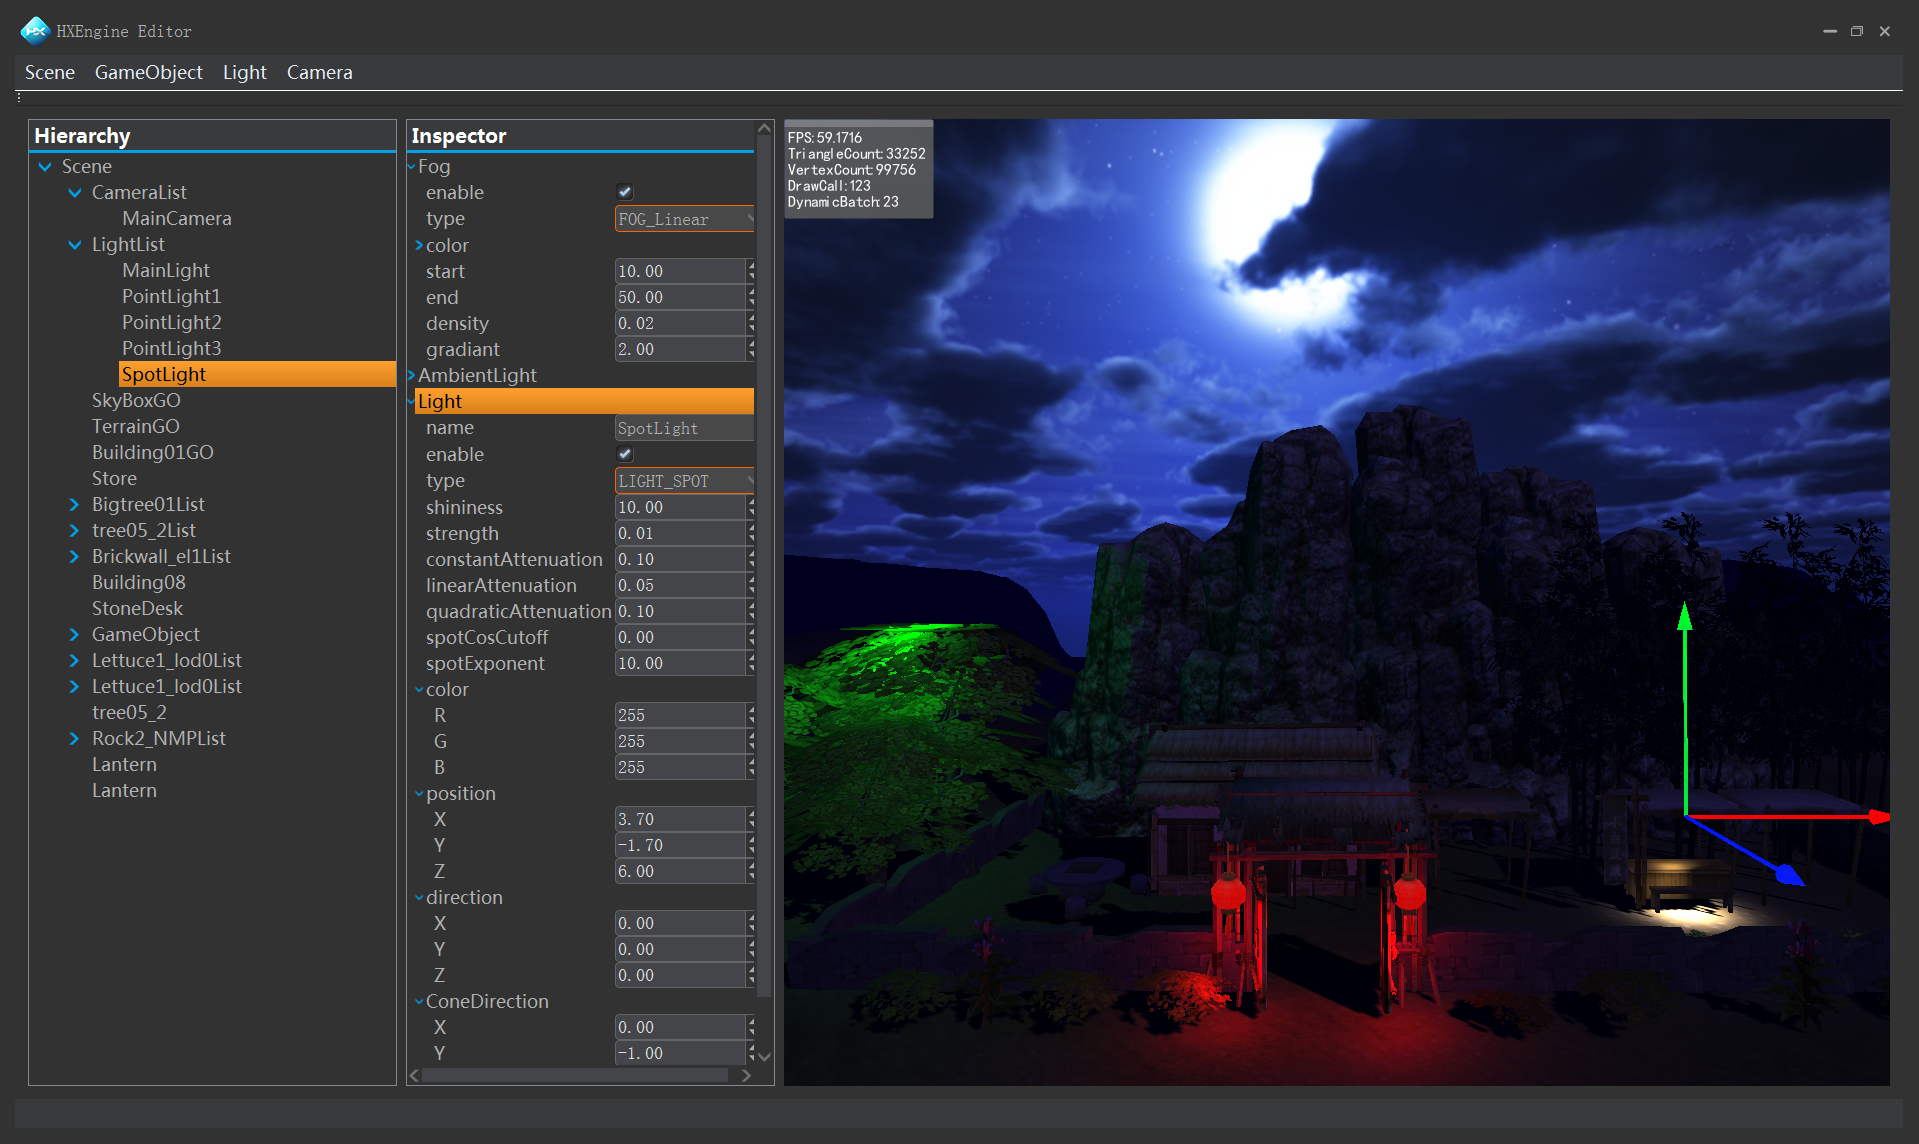 HXEngine Editor
Scene GameObject Light Camera
Hierarchy
Scene
CameraList
MainCamera
LightList
MainLight
PointLight1
PointLight2
PointLight3
SpotLight
SkyBoxGO
TerrainGO
Building01GO
Store
Bigtree01List
tree05_2List
Brickwall_el1List
Building08
StoneDesk
GameObject
Lettuce1_lod0List
Lettuce1_lod0List
tree05_2
Rock2_NMPList
Lantern
Lantern
Inspector
Fog
enable
type FOG_Linear
color
start 10.00
end 50.00
density 0.02
gradiant 2.00
AmbientLight
Light
name SpotLight
enable
type LIGHT_SPOT
shininess 10.00
strength 0.01
constantAttenuation 0.10
linearAttenuation 0.05
quadraticAttenuation 0.10
spotCosCutoff 0.00
spotExponent 10.00
color
R 255
G 255
B 255
position
X 3.70
Y -1.70
Z 6.00
direction
X 0.00
Y 0.00
Z 0.00
ConeDirection
X 0.00
Y -1.00
FPS:59.1716
TriangleCount:33252
VertexCount:99756
DrawCall:123
DynamicBatch:23